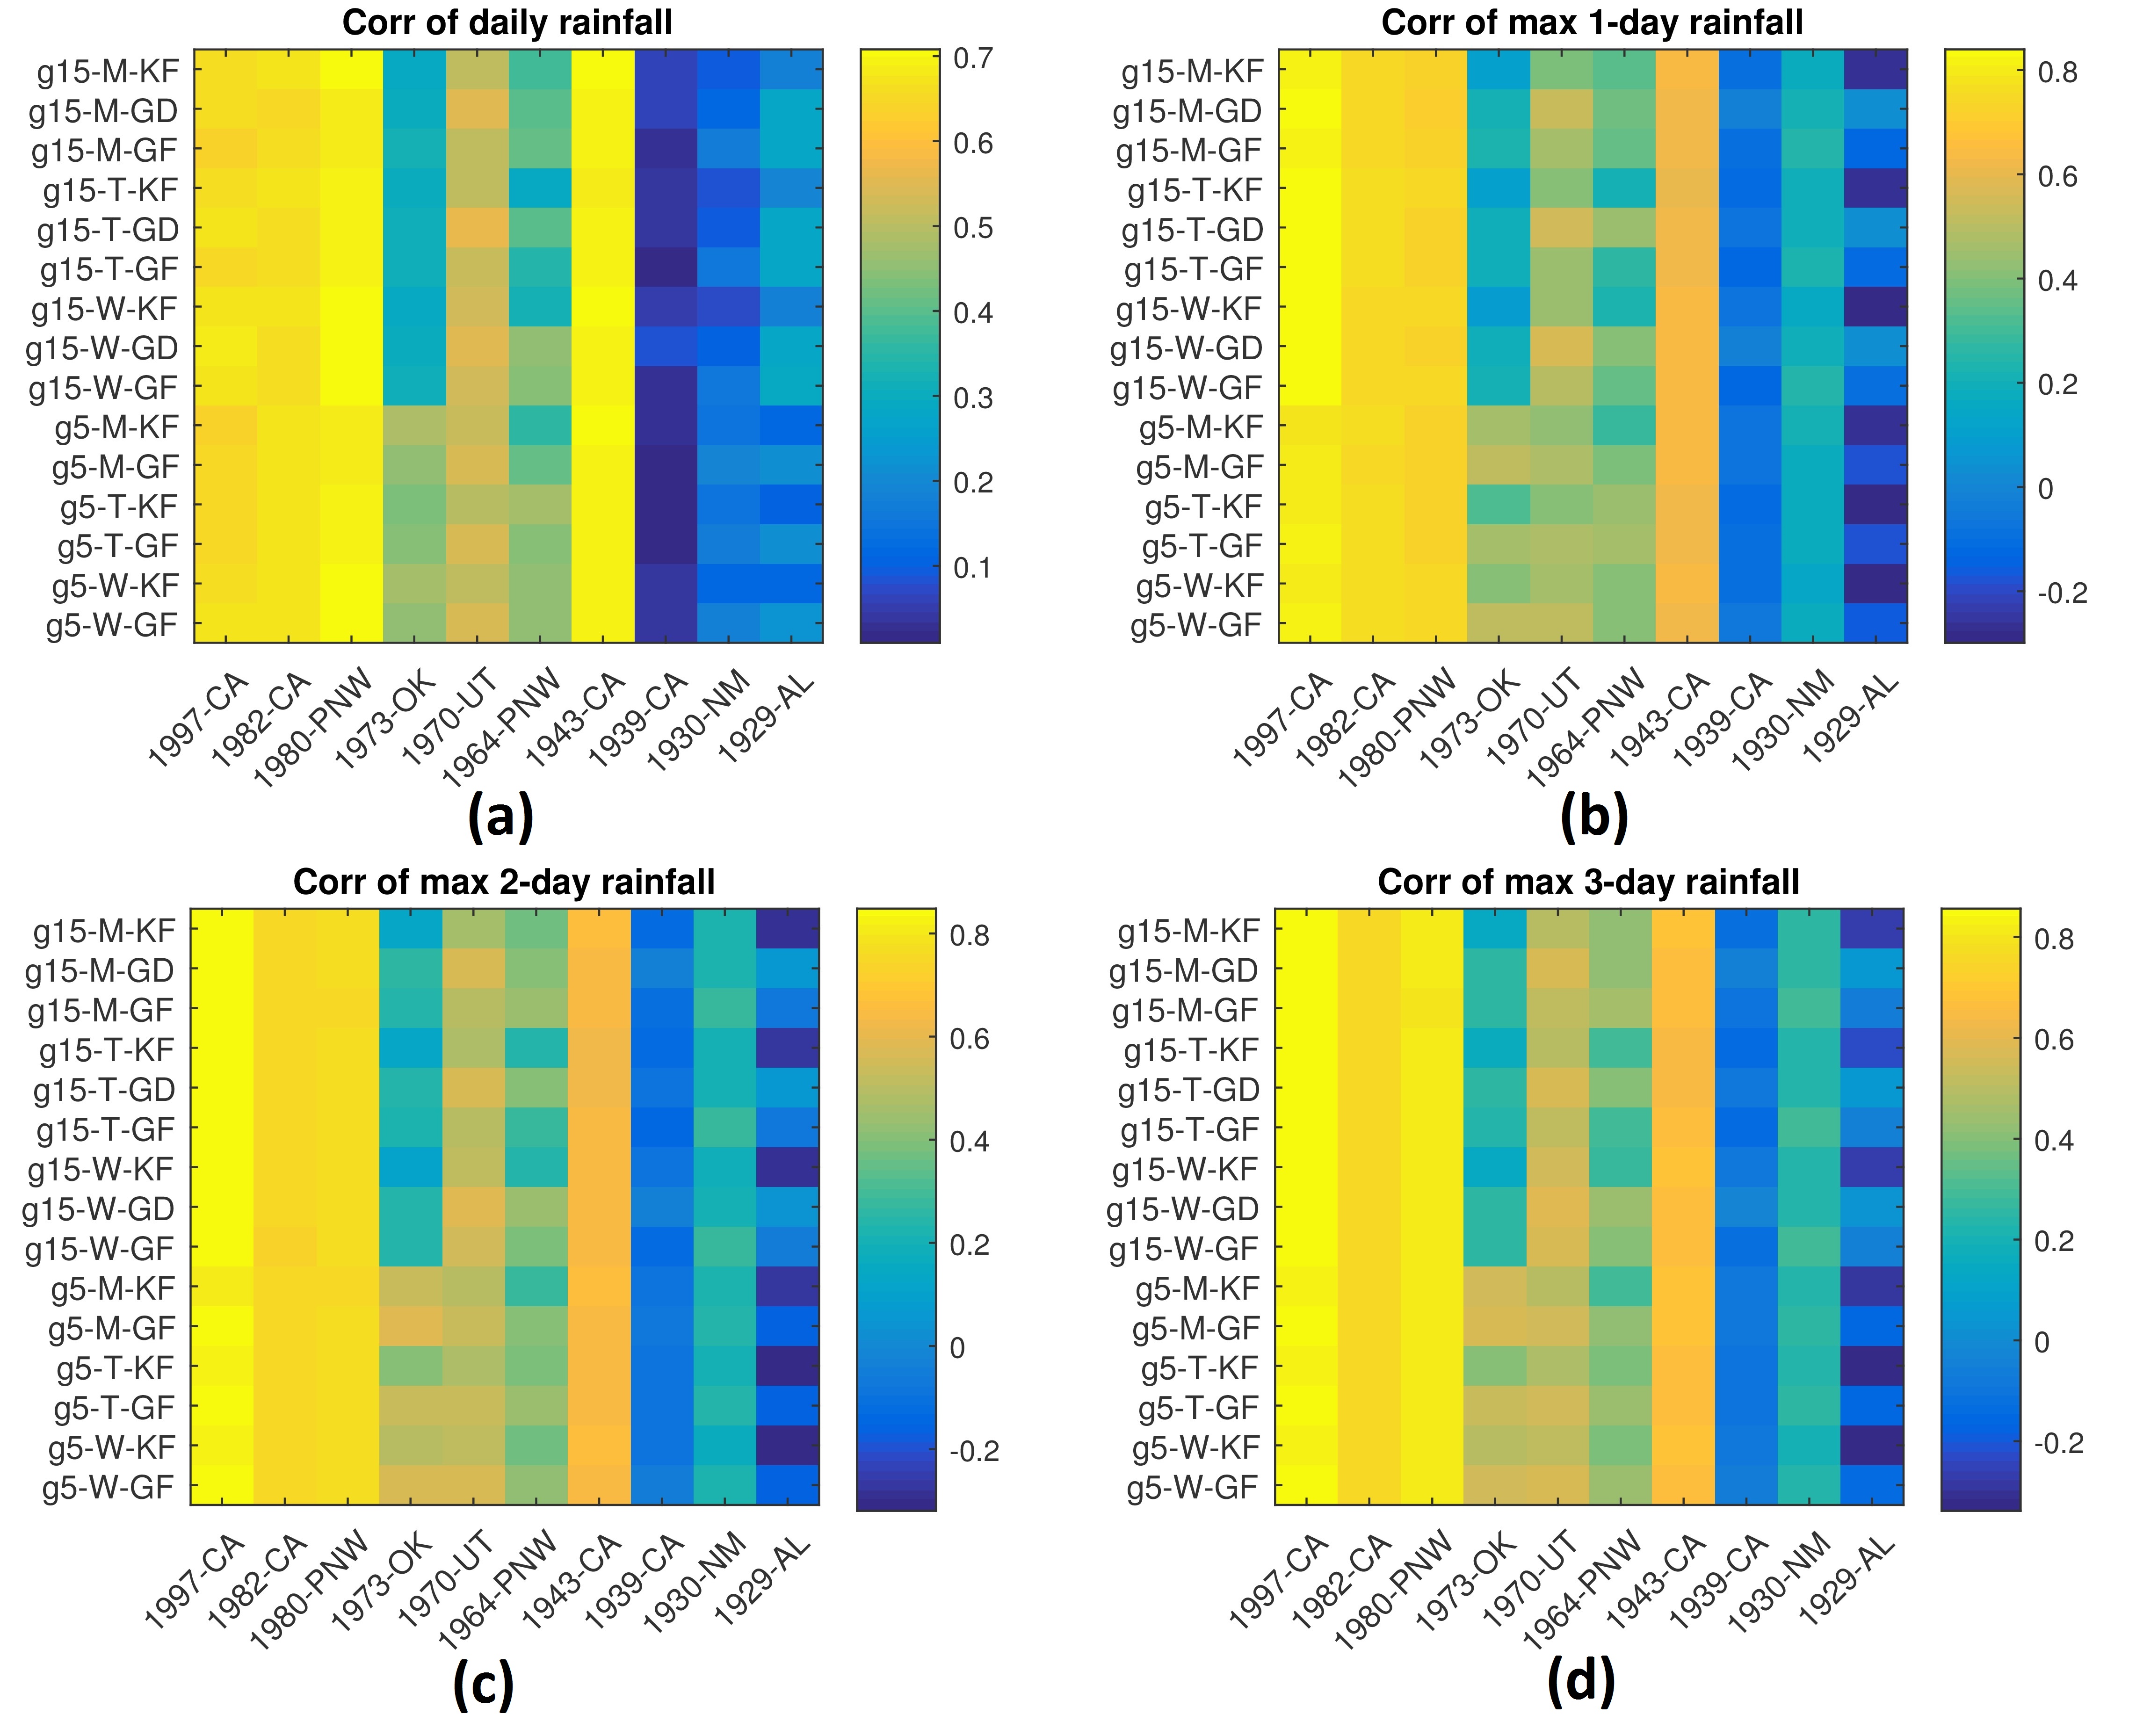 Corr of daily rainfall
g15-M-KF
g15-M-GD
g15-M-GF
g15-T-KF
g15-T-GD
g15-T-GF
g15-W-KF
g15-W-GD
g15-W-GF
g5-M-KF
g5-M-GF
g5-T-KF
g5-T-GF
g5-W-KF
g5-W-GF
0.7
0.6
0.5
0.4
0.3
0.2
0.1
1997-CA
1982-CA
1980-PNW
1973-OK
1970-UT
1964-PNW
1943-CA
1939-CA
1930-NM
1929-AL
(a)
Corr of max 1-day rainfall
g15-M-KF
g15-M-GD
g15-M-GF
g15-T-KF
g15-T-GD
g15-T-GF
g15-W-KF
g15-W-GD
g15-W-GF
g5-M-KF
g5-M-GF
g5-T-KF
g5-T-GF
g5-W-KF
g5-W-GF
0.8
0.6
0.4
0.2
0
-0.2
1997-CA
1982-CA
1980-PNW
1973-OK
1970-UT
1964-PNW
1943-CA
1939-CA
1930-NM
1929-AL
(b)
Corr of max 2-day rainfall
g15-M-KF
g15-M-GD
g15-M-GF
g15-T-KF
g15-T-GD
g15-T-GF
g15-W-KF
g15-W-GD
g15-W-GF
g5-M-KF
g5-M-GF
g5-T-KF
g5-T-GF
g5-W-KF
g5-W-GF
0.8
0.6
0.4
0.2
0
-0.2
1997-CA
1982-CA
1980-PNW
1973-OK
1970-UT
1964-PNW
1943-CA
1939-CA
1930-NM
1929-AL
(c)
Corr of max 3-day rainfall
g15-M-KF
g15-M-GD
g15-M-GF
g15-T-KF
g15-T-GD
g15-T-GF
g15-W-KF
g15-W-GD
g15-W-GF
g5-M-KF
g5-M-GF
g5-T-KF
g5-T-GF
g5-W-KF
g5-W-GF
0.8
0.6
0.4
0.2
0
-0.2
1997-CA
1982-CA
1980-PNW
1973-OK
1970-UT
1964-PNW
1943-CA
1939-CA
1930-NM
1929-AL
(d)